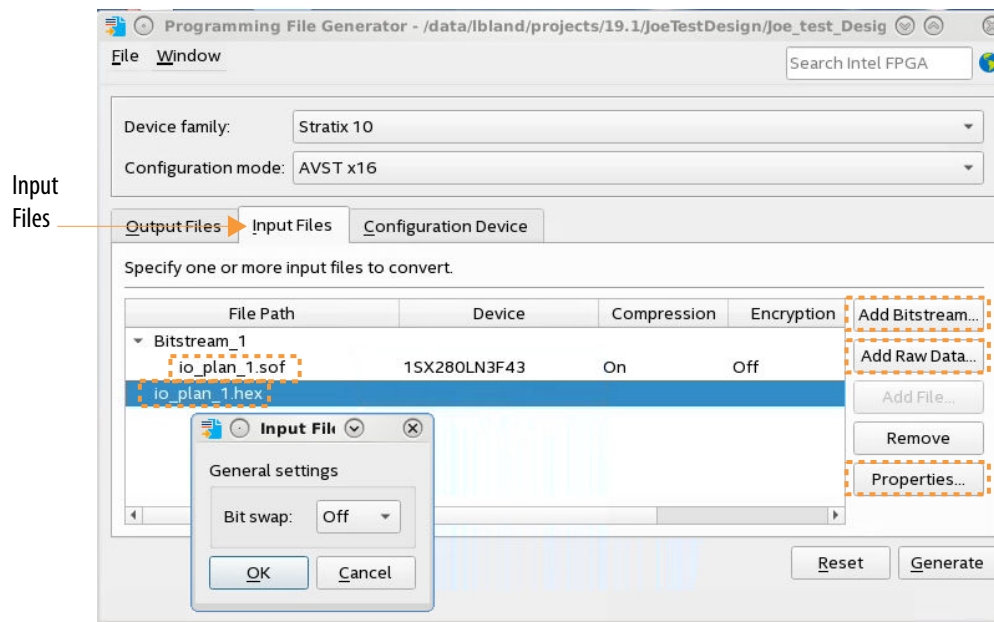 Programming File Generator - /data/lbland/projects/19.1/JoeTestDesign/Joe_test_Desig
File Window
Search Intel FPGA
Device family: Stratix 10
Configuration mode: AVST x16
Input
Files
Output Files Input Files Configuration Device
Specify one or more input files to convert.
File Path Device Compression Encryption Add Bitstream...
Bitstream_1
io_plan_1.sof 1SX280LN3F43 On Off Add Raw Data...
io_plan_1.hex Add File...
Input File
Remove
General settings
Properties...
Bit swap: Off
OK Cancel
Reset Generate